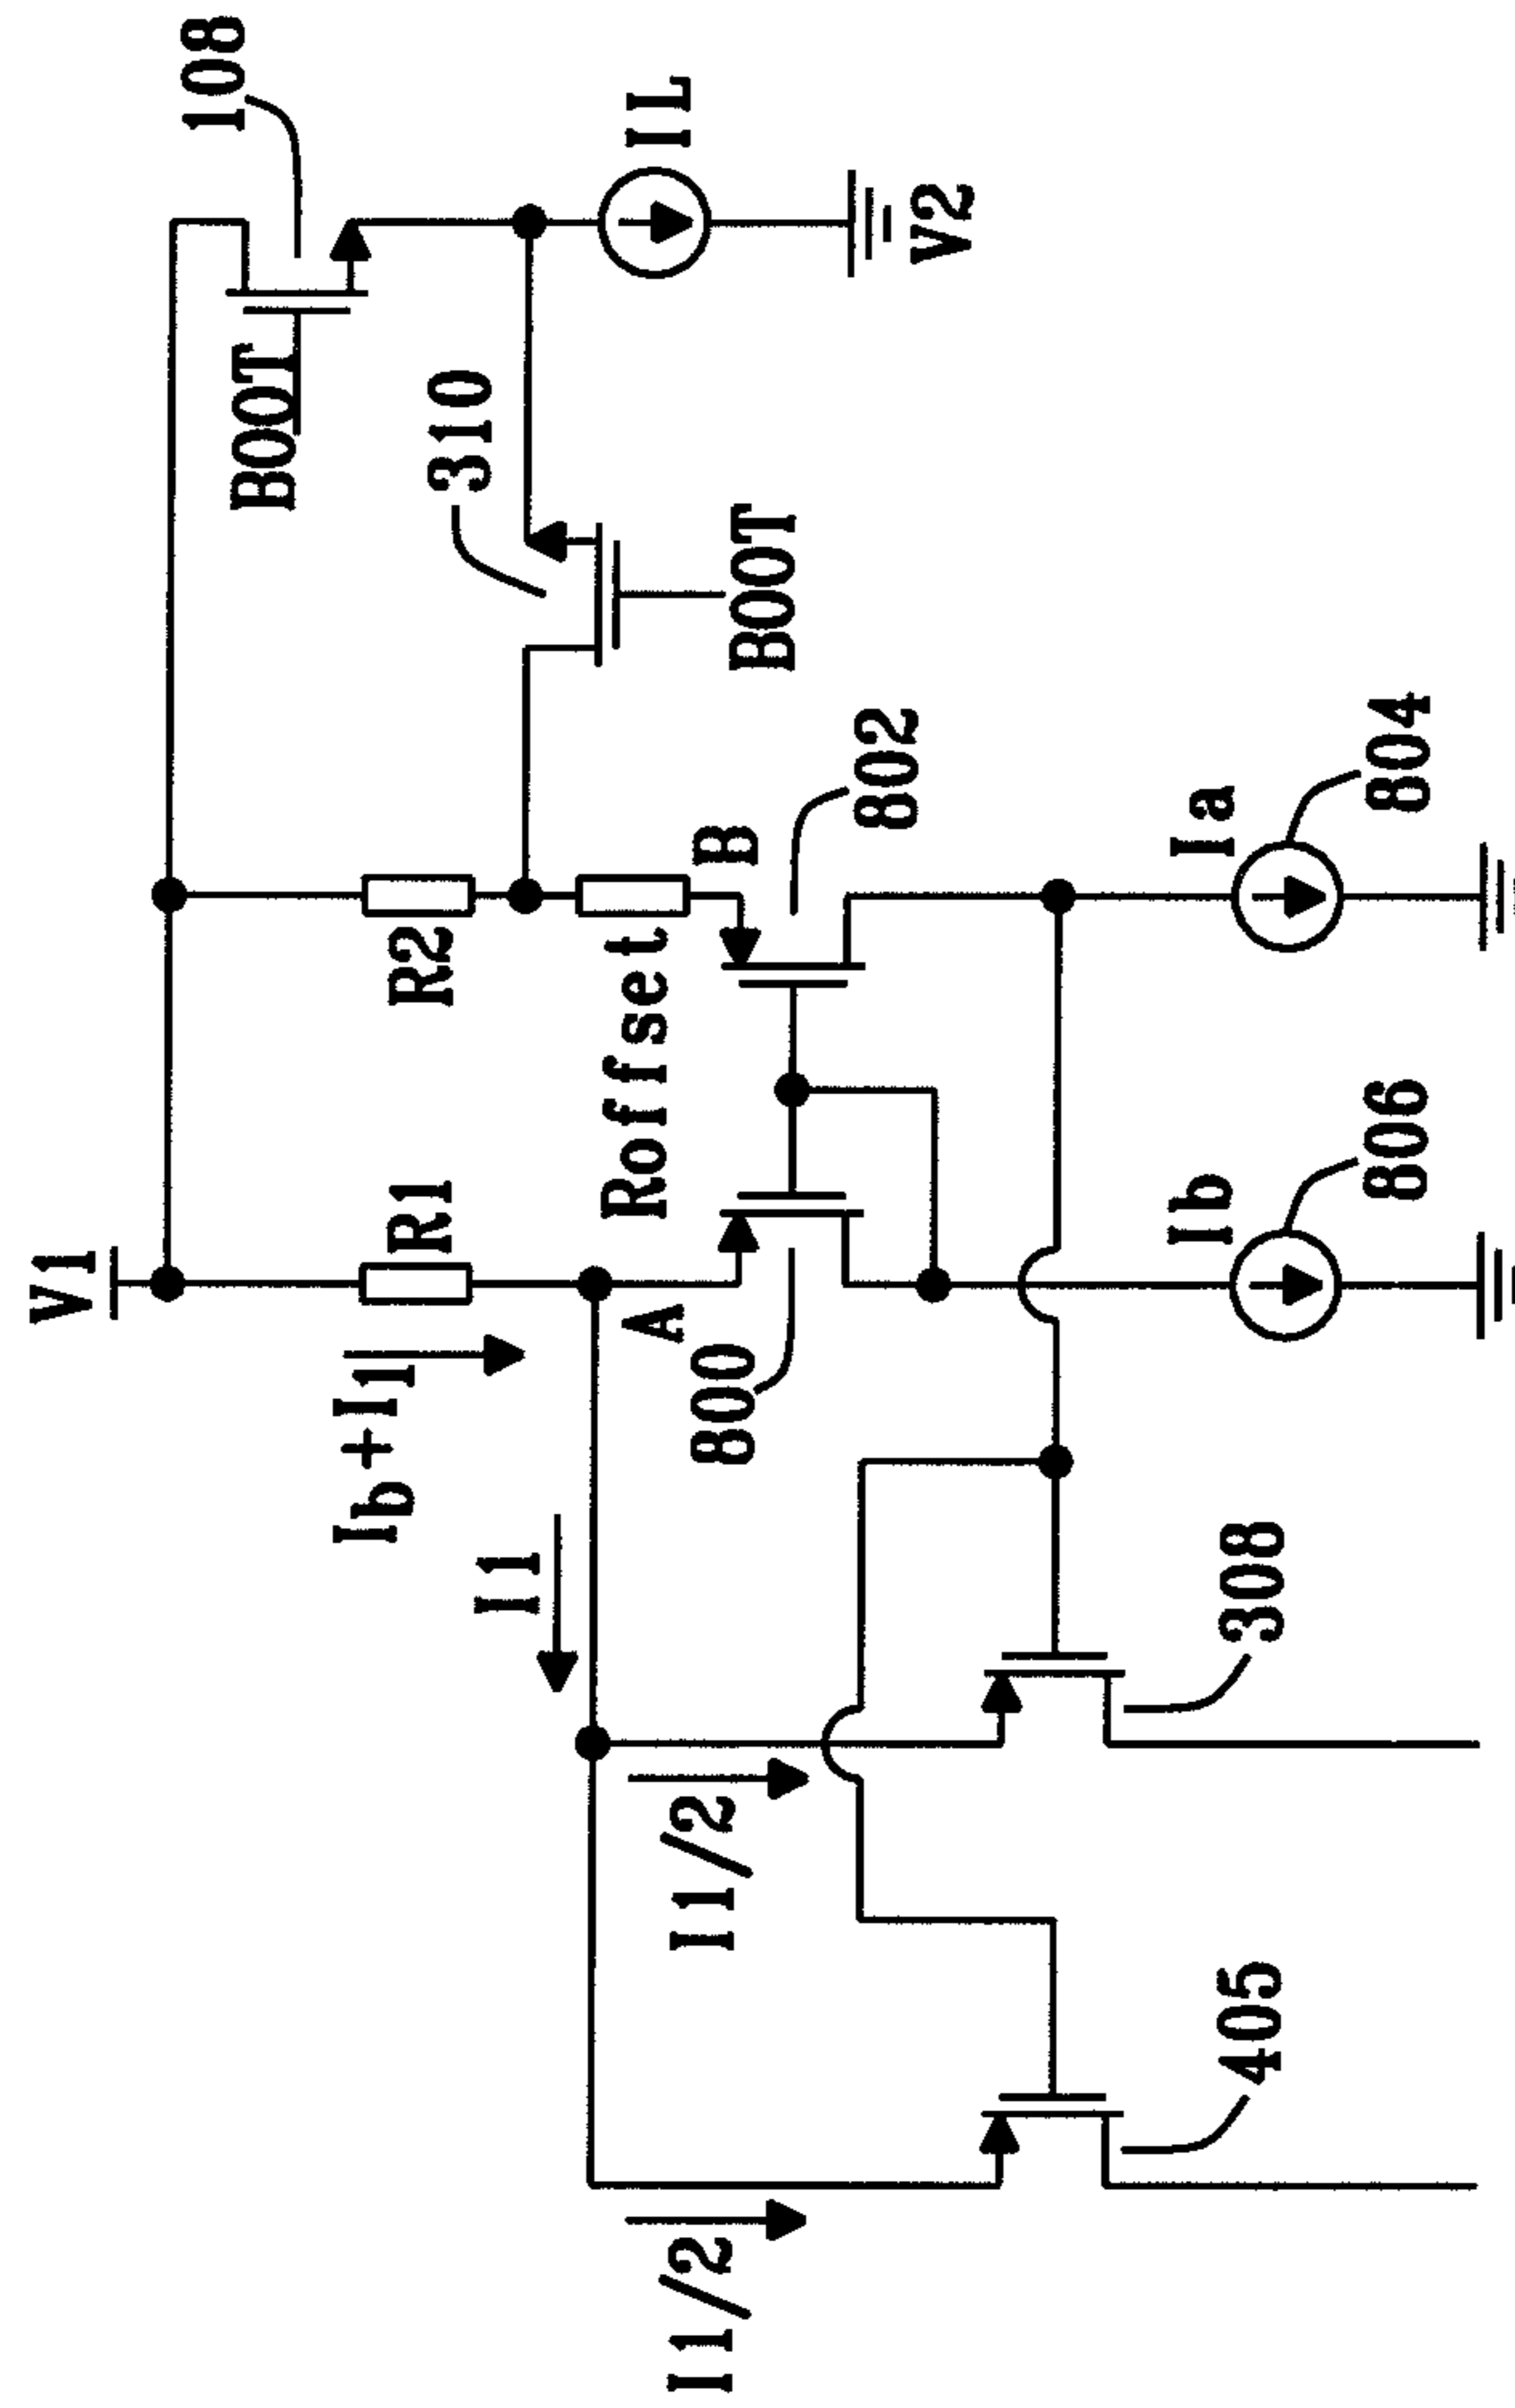 V1
108
BOOT
Ib+I1
R1
R2
310
I1
Roffset
A
IL
I1/2
I1/2
800
B
BOOT
802
V2
Ib
Ia
405
308
806
804